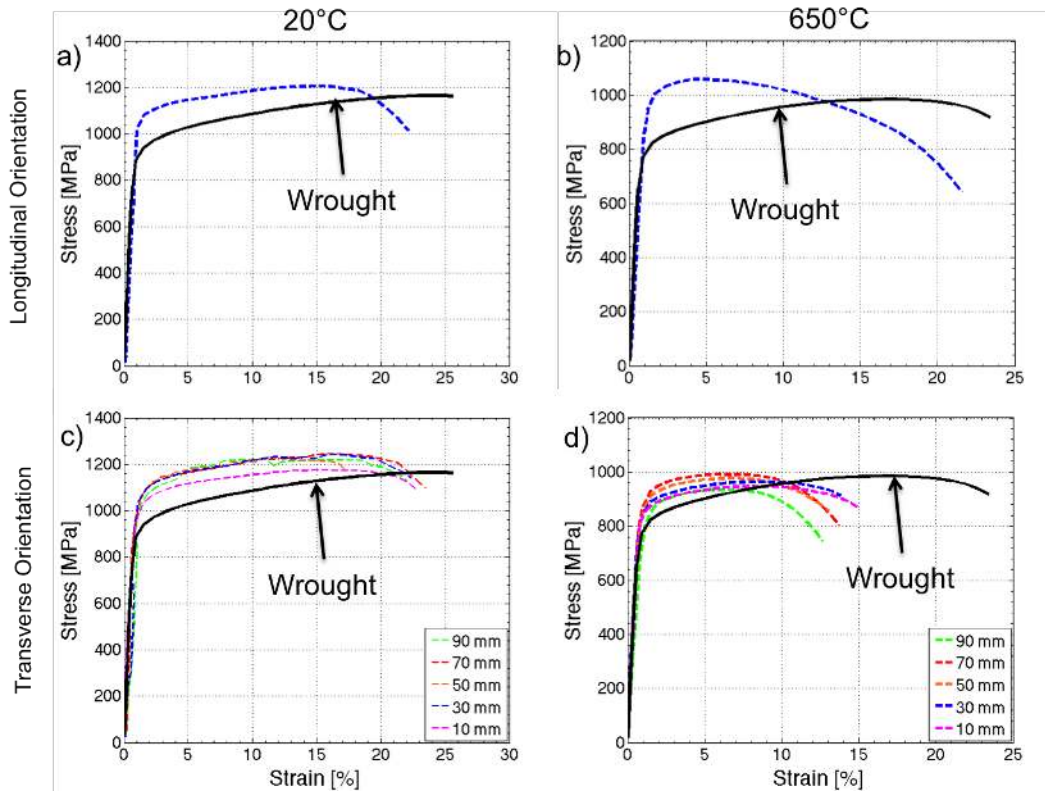 20°C
650°C
Longitudinal Orientation
Transverse Orientation
a)
Stress [MPa]
1400
1200
1000
800
600
400
200
0
0 5 10 15 20 25 30
Wrought
b)
Stress [MPa]
1200
1000
800
600
400
200
0
0 5 10 15 20 25
Wrought
c)
Stress [MPa]
1400
1200
1000
800
600
400
200
0
0 5 10 15 20 25 30
Strain [%]
Wrought
90 mm
70 mm
50 mm
30 mm
10 mm
d)
Stress [MPa]
1200
1000
800
600
400
200
0
0 5 10 15 20 25
Strain [%]
Wrought
90 mm
70 mm
50 mm
30 mm
10 mm